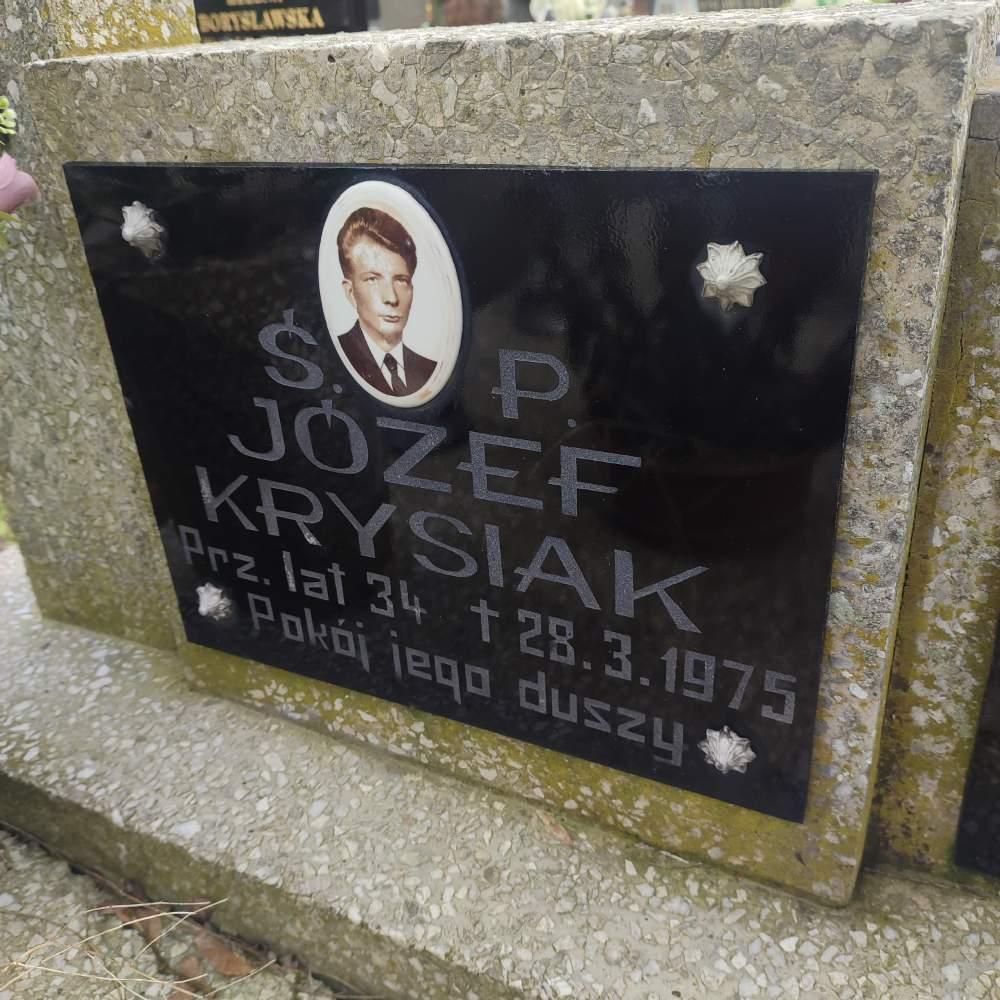 BORYSŁAWSKA
Ś. P.
JÓZEF
KRYSIAK
Prz. lat 34 † 28.3.1975
Pokój jego duszy